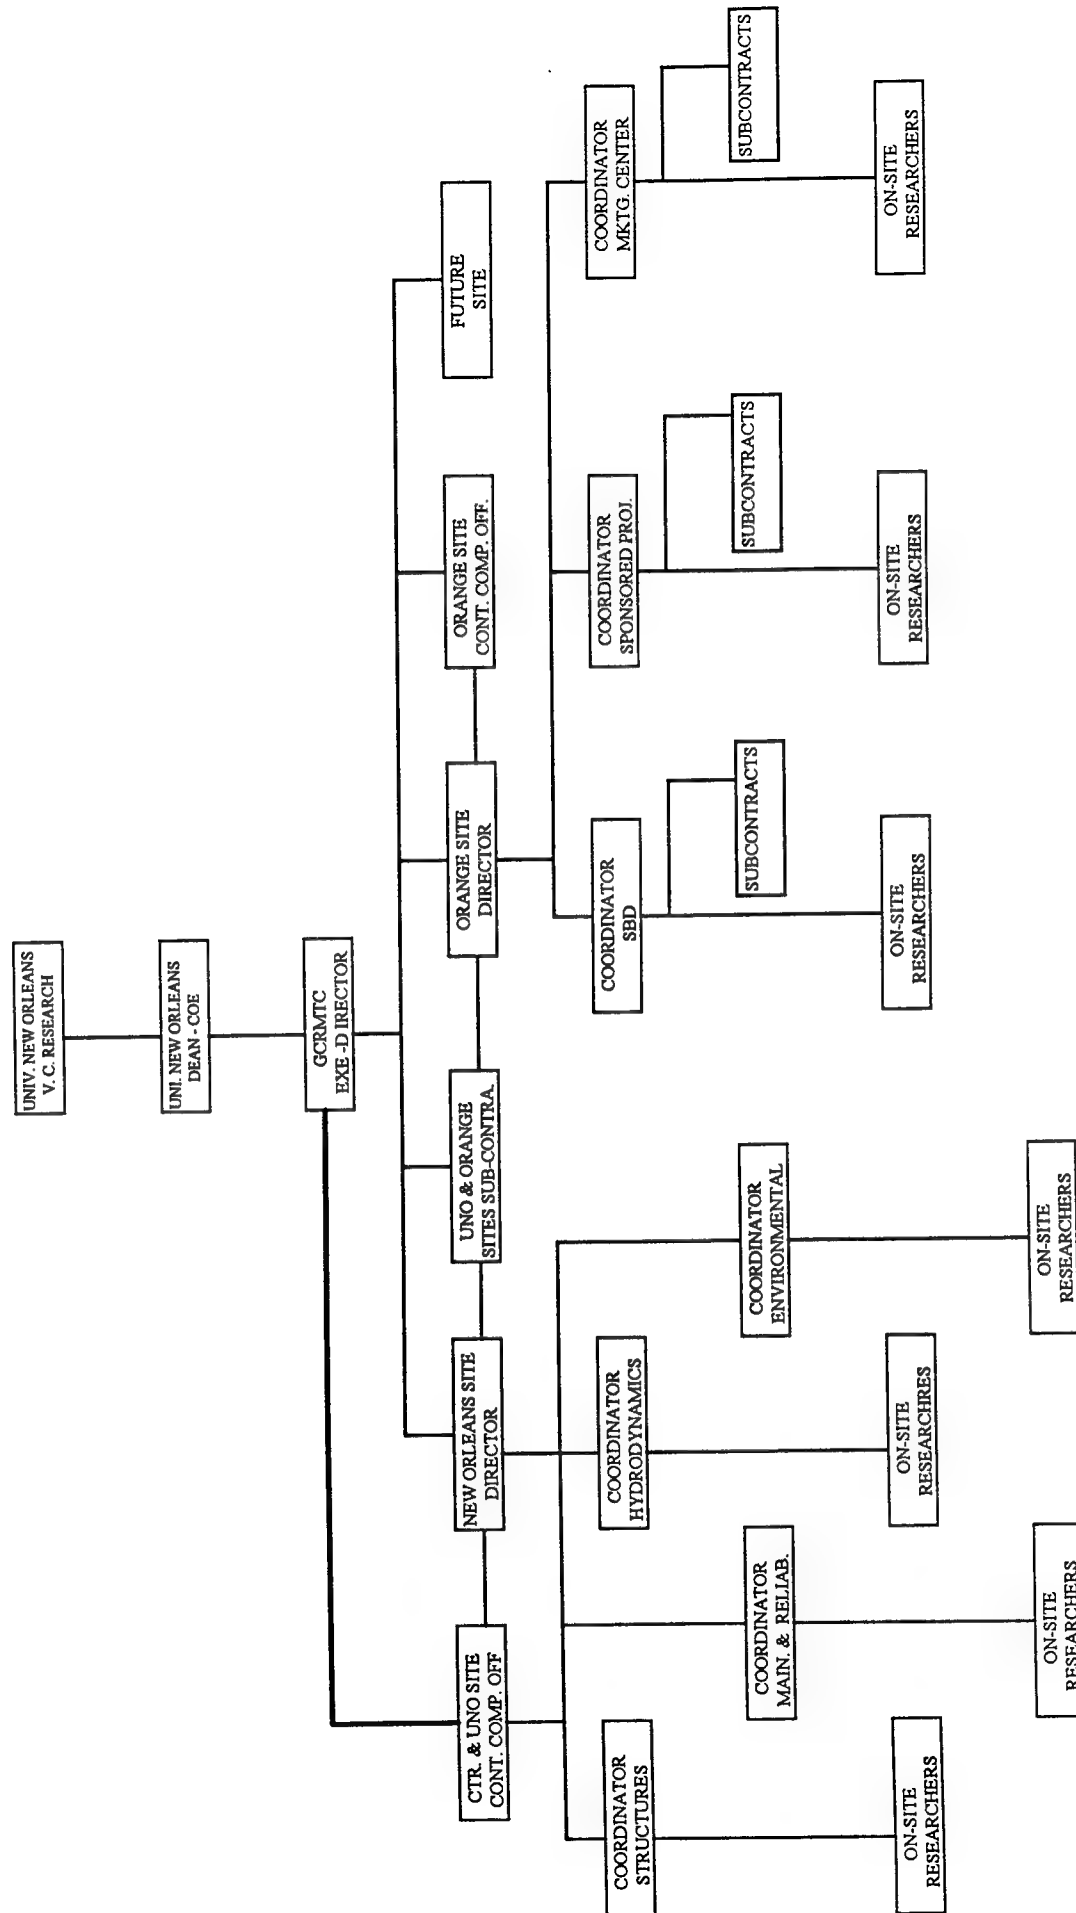 UNIV. NEW ORLEANS
V. C. RESEARCH
UNI. NEW ORLEANS
DEAN - COE
GCRMTC
EXE -D IRECTOR
CTR. & UNO SITE
CONT. COMP. OFF
NEW ORLEANS SITE
DIRECTOR
UNO & ORANGE
SITES SUB-CONTRA.
ORANGE SITE
DIRECTOR
ORANGE SITE
CONT. COMP. OFF.
FUTURE
SITE
COORDINATOR
STRUCTURES
COORDINATOR
HYDRODYNAMICS
COORDINATOR
SBD
COORDINATOR
SPONSORED PROJ.
COORDINATOR
MKTG. CENTER
COORDINATOR
MAIN. & RELIAB.
COORDINATOR
ENVIRONMENTAL
SUBCONTRACTS
SUBCONTRACTS
SUBCONTRACTS
ON-SITE
RESEARCHERS
ON-SITE
RESEARCHRES
ON-SITE
RESEARCHERS
ON-SITE
RESEARCHERS
ON-SITE
RESEARCHERS
ON-SITE
RESEARCHERS
ON-SITE
RESEARCHERS